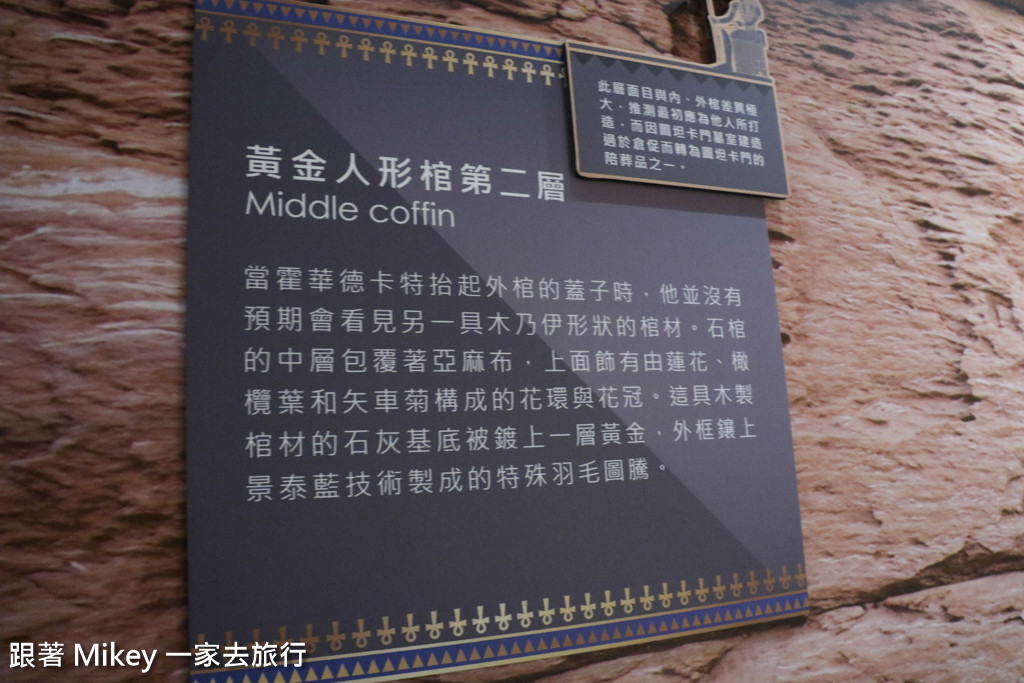 此層面目與內、外棺差異極
大，推測最初應為他人所打
造，而因圖坦卡門墓室建造
過於倉促而轉為圖坦卡門的
陪葬品之一。
黃金人形棺第二層
Middle coffin
當霍華德卡特抬起外棺的蓋子時，他並沒有
預期會看見另一具木乃伊形狀的棺材。石棺
的中層包覆著亞麻布，上面飾有由蓮花、橄
欖葉和矢車菊構成的花環與花冠。這具木製
棺材的石灰基底被鍍上一層黃金，外框鑲上
景泰藍技術製成的特殊羽毛圖騰。
跟著 Mikey 一家去旅行